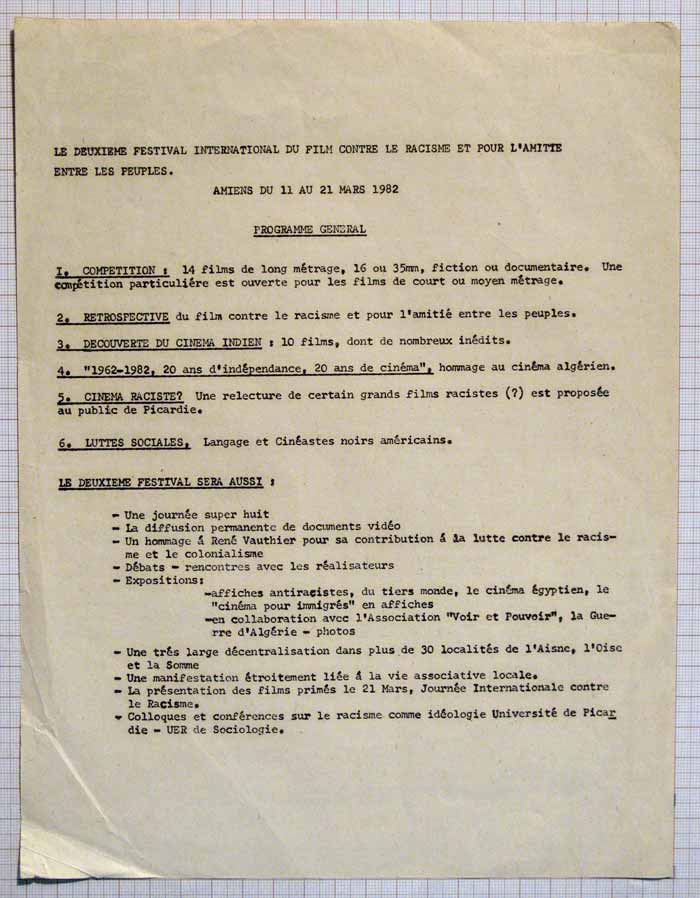 LE DEUXIEME FESTIVAL INTERNATIONAL DU FILM CONTRE LE RACISME ET POUR L'AMITIE
ENTRE LES PEUPLES.
AMIENS DU 11 AU 21 MARS 1982
PROGRAMME GENERAL
I. COMPETITION : 14 films de long métrage, 16 ou 35mm, fiction ou documentaire. Une
compétition particuliére est ouverte pour les films de court ou moyen métrage.
2. RETROSPECTIVE du film contre le racisme et pour l'amitié entre les peuples.
3. DECOUVERTE DU CINEMA INDIEN : 10 films, dont de nombreux inédits.
4. "1962-1982, 20 ans d'indépendance, 20 ans de cinéma", hommage au cinéma algérien.
5. CINEMA RACISTE? Une relecture de certain grands films racistes (?) est proposée
au public de Picardie.
6. LUTTES SOCIALES, Langage et Cinéastes noirs américains.
LE DEUXIEME FESTIVAL SERA AUSSI :
- Une journée super huit
- La diffusion permanente de documents vidéo
- Un hommage á René Vauthier pour sa contribution á la lutte contre le racis-
me et le colonialisme
- Débats - rencontres avec les réalisateurs
- Expositions:
-affiches antiracistes, du tiers monde, le cinéma égyptien, le
"cinéma pour immigrés" en affiches
-en collaboration avec l'Association "Voir et Pouvoir", la Gue-
rre d'Algérie - photos
- Une trés large décentralisation dans plus de 30 localités de l'Aisne, l'Oise
et la Somme
- Une manifestation étroitement liée á la vie associative locale.
- La présentation des films primés le 21 Mars, Journée Internationale contre
le Racisme.
- Colloques et conférences sur le racisme comme idéologie Université de Picar
die - UER de Sociologie.